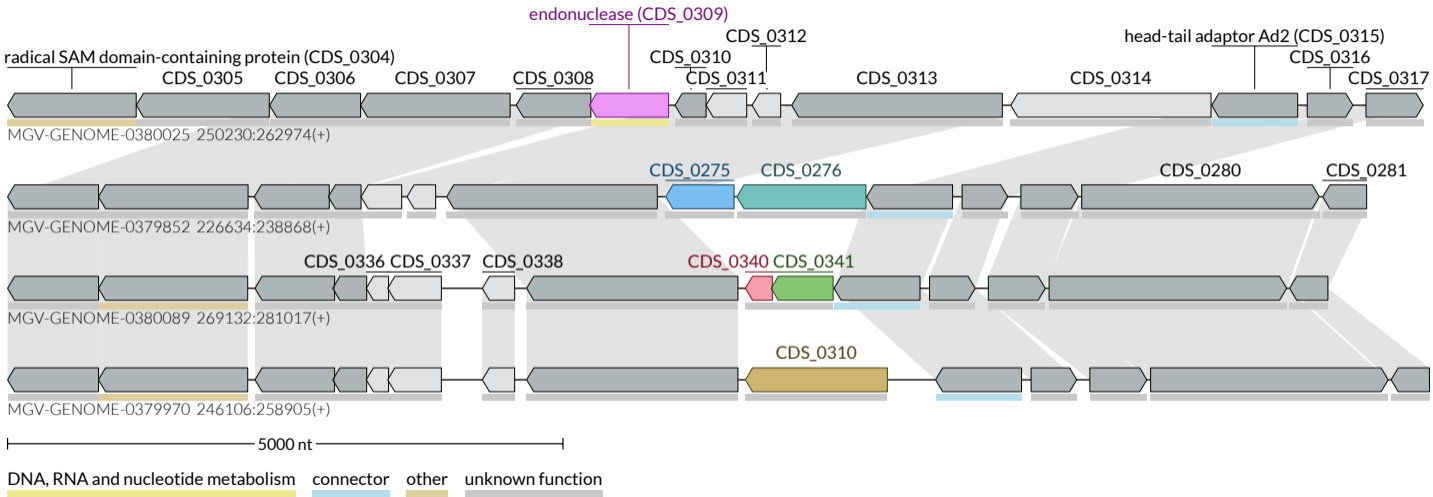 endonuclease (CDS_0309)
CDS_0312
head-tail adaptor Ad2 (CDS_0315)
radical SAM domain-containing protein (CDS_0304)
CDS_0310
CDS_0316
CDS_0305
CDS_0306
CDS_0307
CDS_0308
CDS_0311
CDS_0313
CDS_0314
CDS_0317
MGV-GENOME-0380025 250230:262974(+)
CDS_0275
CDS_0276
CDS_0280
CDS_0281
MGV-GENOME-0379852 226634:238868(+)
CDS_0336
CDS_0337
CDS_0338
CDS_0340
CDS_0341
MGV-GENOME-0380089 269132:281017(+)
CDS_0310
MGV-GENOME-0379970 246106:258905(+)
5000 nt
DNA, RNA and nucleotide metabolism
connector
other
unknown function